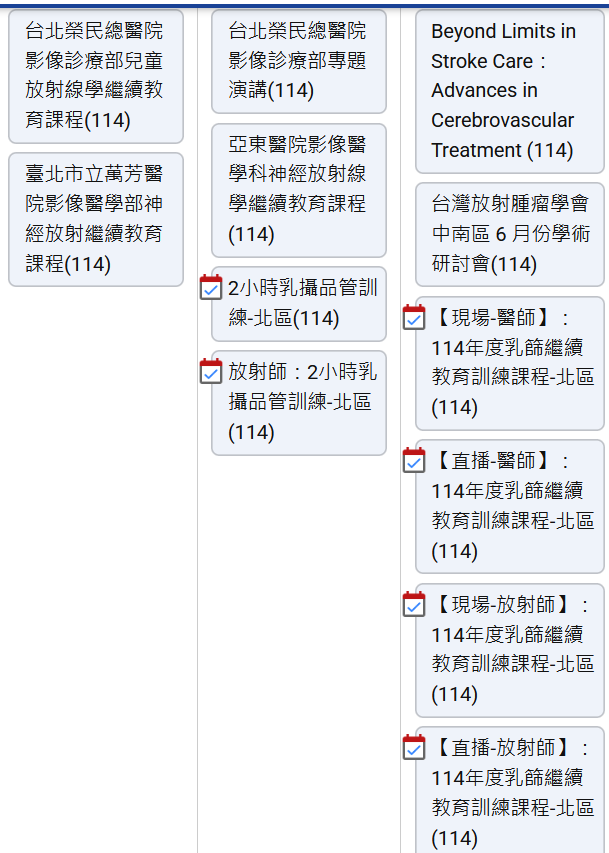 台北榮民總醫院
影像診療部兒童
放射線學繼續教
育課程(114)
臺北市立萬芳醫
院影像醫學部神
經放射繼續教育
課程(114)
台北榮民總醫院
影像診療部專題
演講(114)
亞東醫院影像醫
學科神經放射線
學繼續教育課程
(114)
2小時乳攝品管訓
練-北區(114)
放射師：2小時乳
攝品管訓練-北區
(114)
Beyond Limits in
Stroke Care：
Advances in
Cerebrovascular
Treatment (114)
台灣放射腫瘤學會
中南區 6 月份學術
研討會(114)
【現場-醫師】：
114年度乳篩繼續
教育訓練課程-北區
(114)
【直播-醫師】：
114年度乳篩繼續
教育訓練課程-北區
(114)
【現場-放射師】：
114年度乳篩繼續
教育訓練課程-北區
(114)
【直播-放射師】：
114年度乳篩繼續
教育訓練課程-北區
(114)